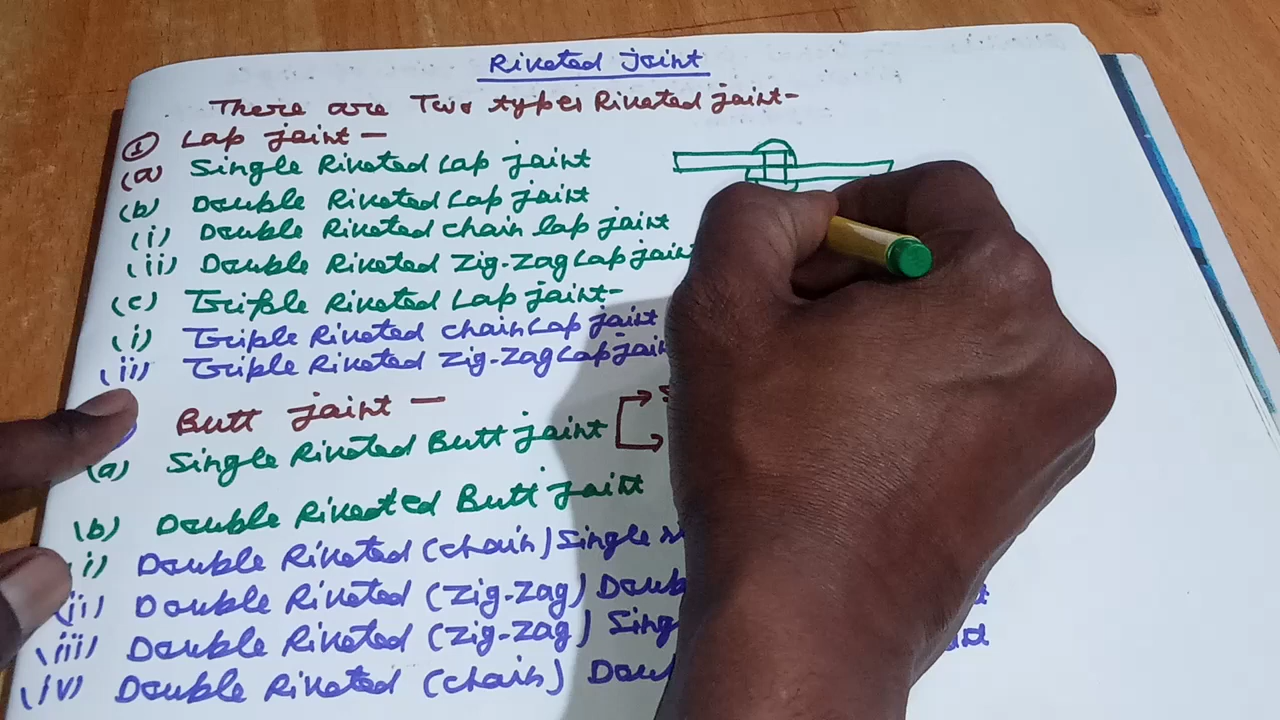 Riveted joint
There are Two types Riveted joint-
① Lap joint -
(a) Single Riveted Lap joint
(b) Double Riveted Lap joint
(i) Double Riveted chain lap joint
(ii) Double Riveted Zig-Zag Lap joint
(c) Triple Riveted Lap joint-
(i) Triple Riveted chain Lap joint
(ii) Triple Riveted Zig-Zag Lap joint
Butt joint -
(a) Single Riveted Butt joint
(b) Double Riveted Butt joint
(i) Double Riveted (chain) Single
(ii) Double Riveted (Zig-Zag)
(iii) Double Riveted (Zig-Zag)
(iv) Double Riveted (chain)